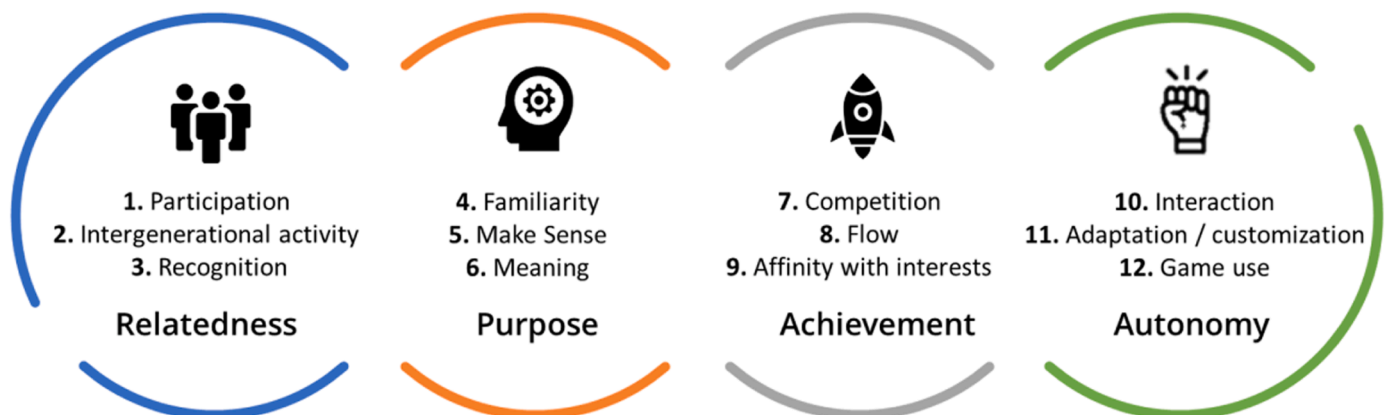 1. Participation
2. Intergenerational activity
3. Recognition
Relatedness
4. Familiarity
5. Make Sense
6. Meaning
Purpose
7. Competition
8. Flow
9. Affinity with interests
Achievement
10. Interaction
11. Adaptation / customization
12. Game use
Autonomy